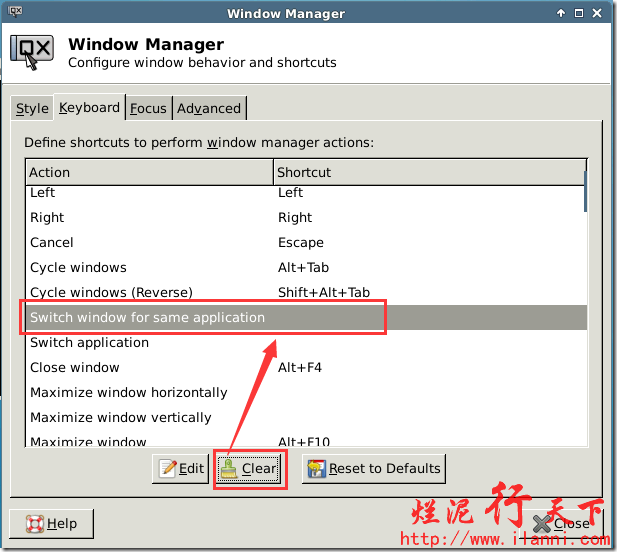 Window Manager
Window Manager
Configure window behavior and shortcuts
Style Keyboard Focus Advanced
Define shortcuts to perform window manager actions:
Action Shortcut
Left Left
Right Right
Cancel Escape
Cycle windows Alt+Tab
Cycle windows (Reverse) Shift+Alt+Tab
Switch window for same application
Switch application
Close window Alt+F4
Maximize window horizontally
Maximize window vertically
Maximize window Alt+F10
Edit Clear Reset to Defaults
Help Close
烂泥行天下
http://www.ilanni.com